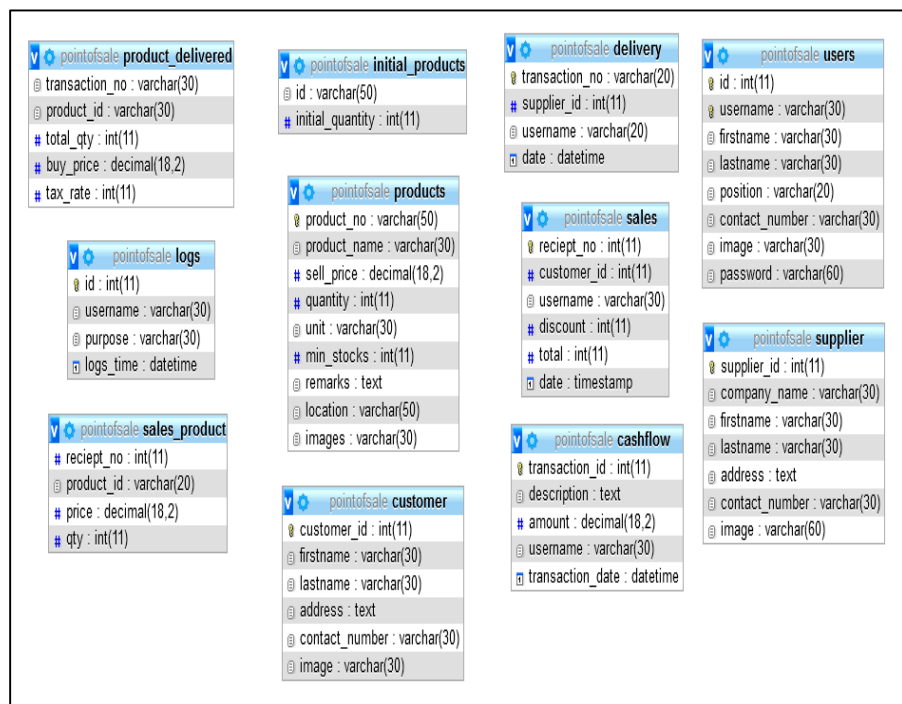 pointofsale product_delivered
transaction_no : varchar(30)
product_id : varchar(30)
total_qty : int(11)
buy_price : decimal(18,2)
tax_rate : int(11)
pointofsale initial_products
id : varchar(50)
initial_quantity : int(11)
pointofsale delivery
transaction_no : varchar(20)
supplier_id : int(11)
username : varchar(20)
date : datetime
pointofsale users
id : int(11)
username : varchar(30)
firstname : varchar(30)
lastname : varchar(30)
position : varchar(20)
contact_number : varchar(30)
image : varchar(30)
password : varchar(60)
pointofsale logs
id : int(11)
username : varchar(30)
purpose : varchar(30)
logs_time : datetime
pointofsale products
product_no : varchar(50)
product_name : varchar(30)
sell_price : decimal(18,2)
quantity : int(11)
unit : varchar(30)
min_stocks : int(11)
remarks : text
location : varchar(50)
images : varchar(30)
pointofsale sales
reciept_no : int(11)
customer_id : int(11)
username : varchar(30)
discount : int(11)
total : int(11)
date : timestamp
pointofsale supplier
supplier_id : int(11)
company_name : varchar(30)
firstname : varchar(30)
lastname : varchar(30)
address : text
contact_number : varchar(30)
image : varchar(60)
pointofsale sales_product
reciept_no : int(11)
product_id : varchar(20)
price : decimal(18,2)
qty : int(11)
pointofsale customer
customer_id : int(11)
firstname : varchar(30)
lastname : varchar(30)
address : text
contact_number : varchar(30)
image : varchar(30)
pointofsale cashflow
transaction_id : int(11)
description : text
amount : decimal(18,2)
username : varchar(30)
transaction_date : datetime